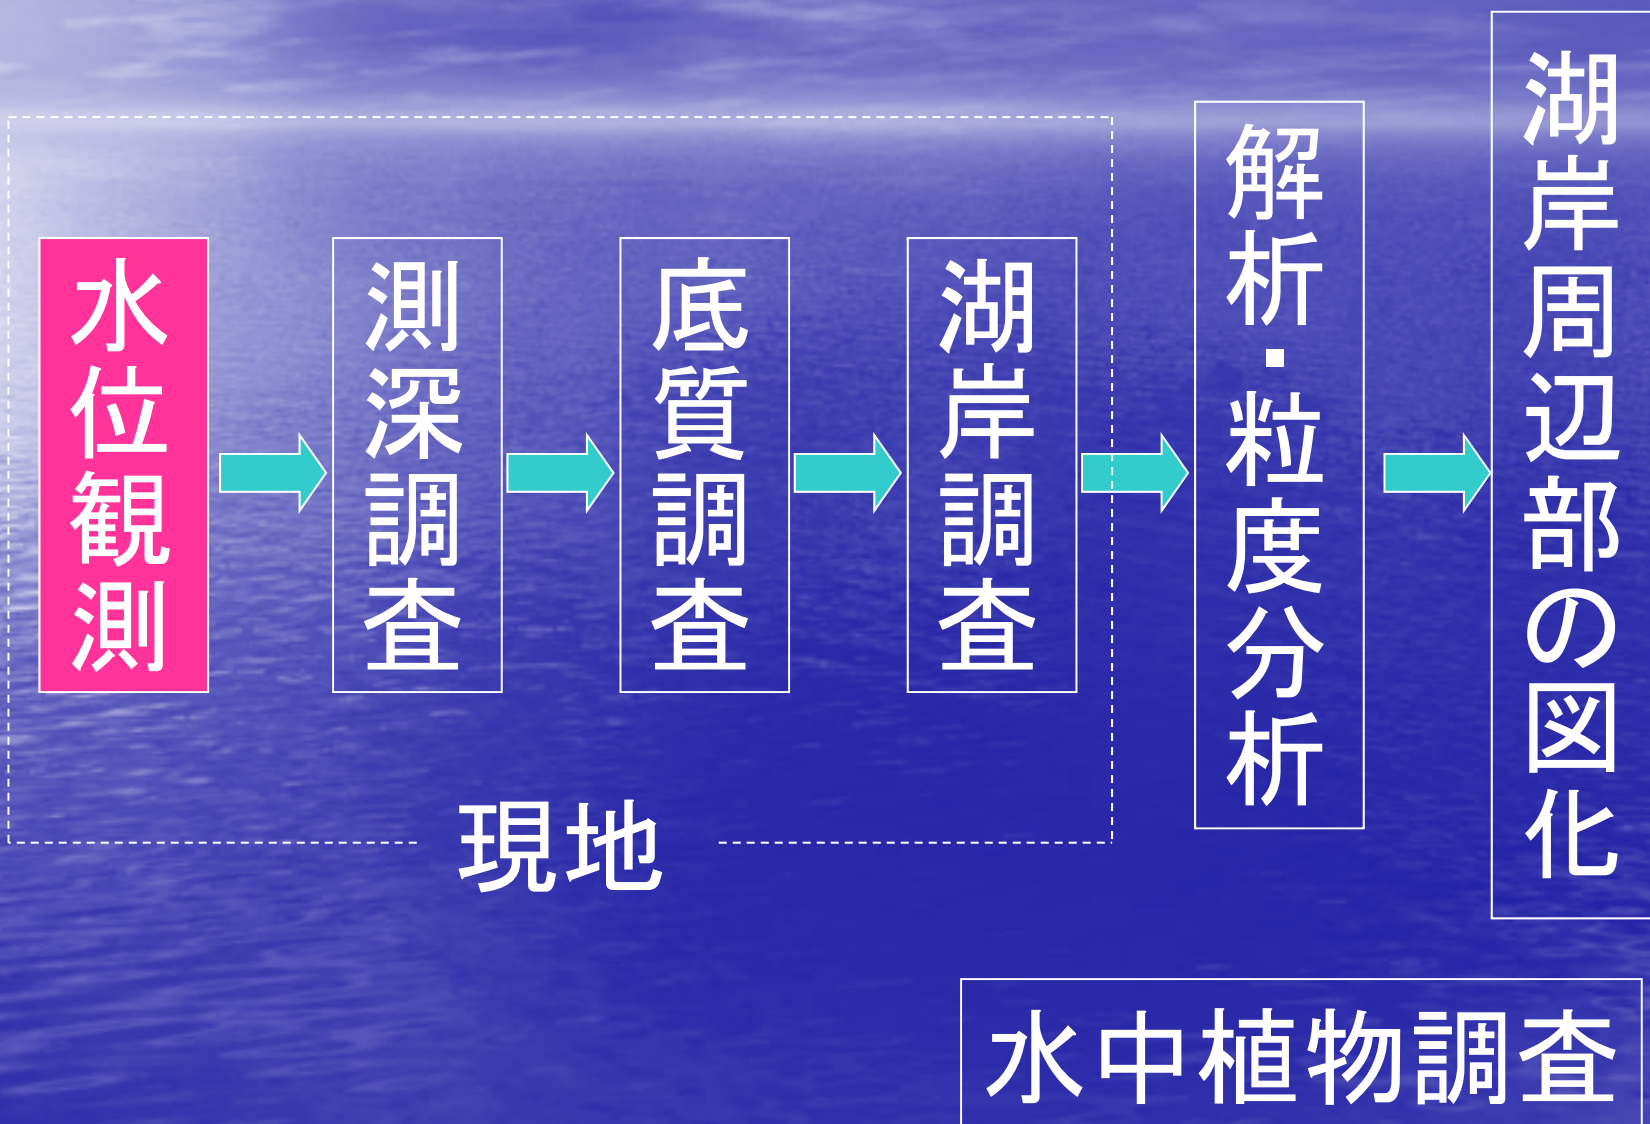 水位観測
測深調査
底質調査
湖岸調査
解析・粒度分析
湖岸周辺部の図化
現地
水中植物調査